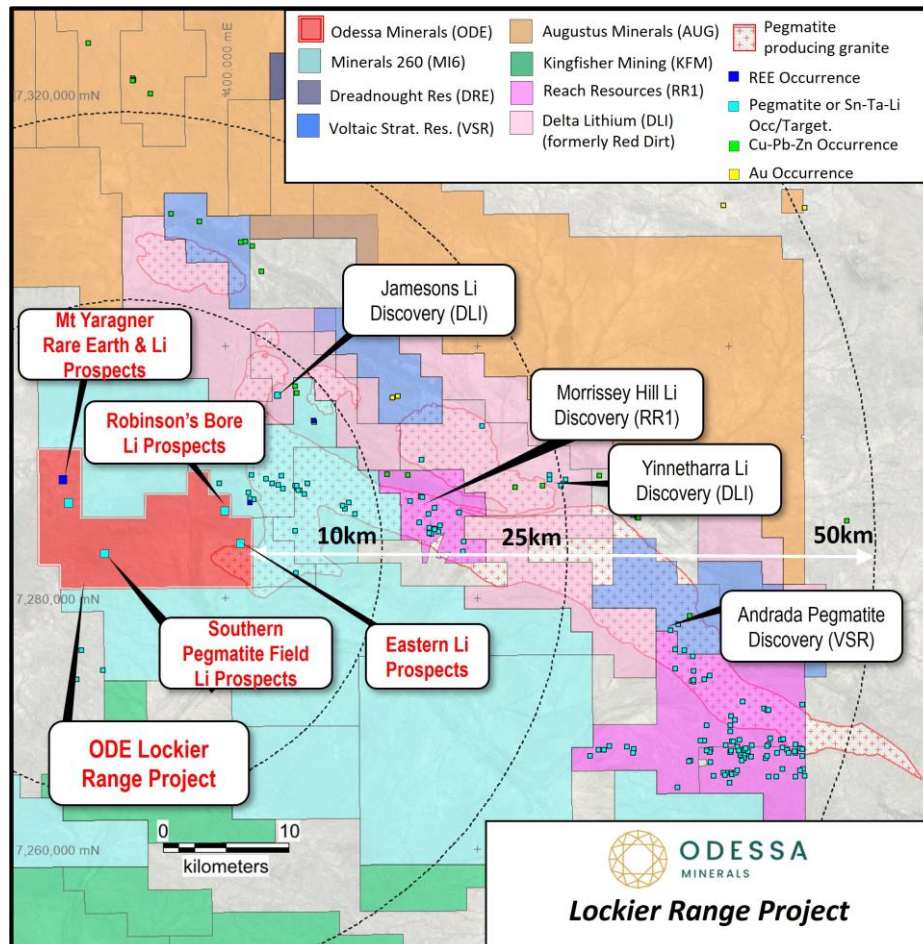 Odessa Minerals (ODE)
Minerals 260 (MI6)
Dreadnought Res (DRE)
Voltaic Strat. Res. (VSR)
Augustus Minerals (AUG)
Kingfisher Mining (KFM)
Reach Resources (RR1)
Delta Lithium (DLI)
(formerly Red Dirt)
Pegmatite
producing granite
REE Occurrence
Pegmatite or Sn-Ta-Li
Occ/Target.
Cu-Pb-Zn Occurrence
Au Occurrence
400,000 mE
7,320,000 mN
Jamesons Li
Discovery (DLI)
Mt Yaragner
Rare Earth & Li
Prospects
Morrissey Hill Li
Discovery (RR1)
Robinson's Bore
Li Prospects
Yinnetharra Li
Discovery (DLI)
10km
25km
50km
7,280,000 mN
Andrada Pegmatite
Discovery (VSR)
Southern
Pegmatite Field
Li Prospects
Eastern Li
Prospects
ODE Lockier
Range Project
0 10
kilometers
7,260,000 mN
ODESSA
MINERALS
Lockier Range Project